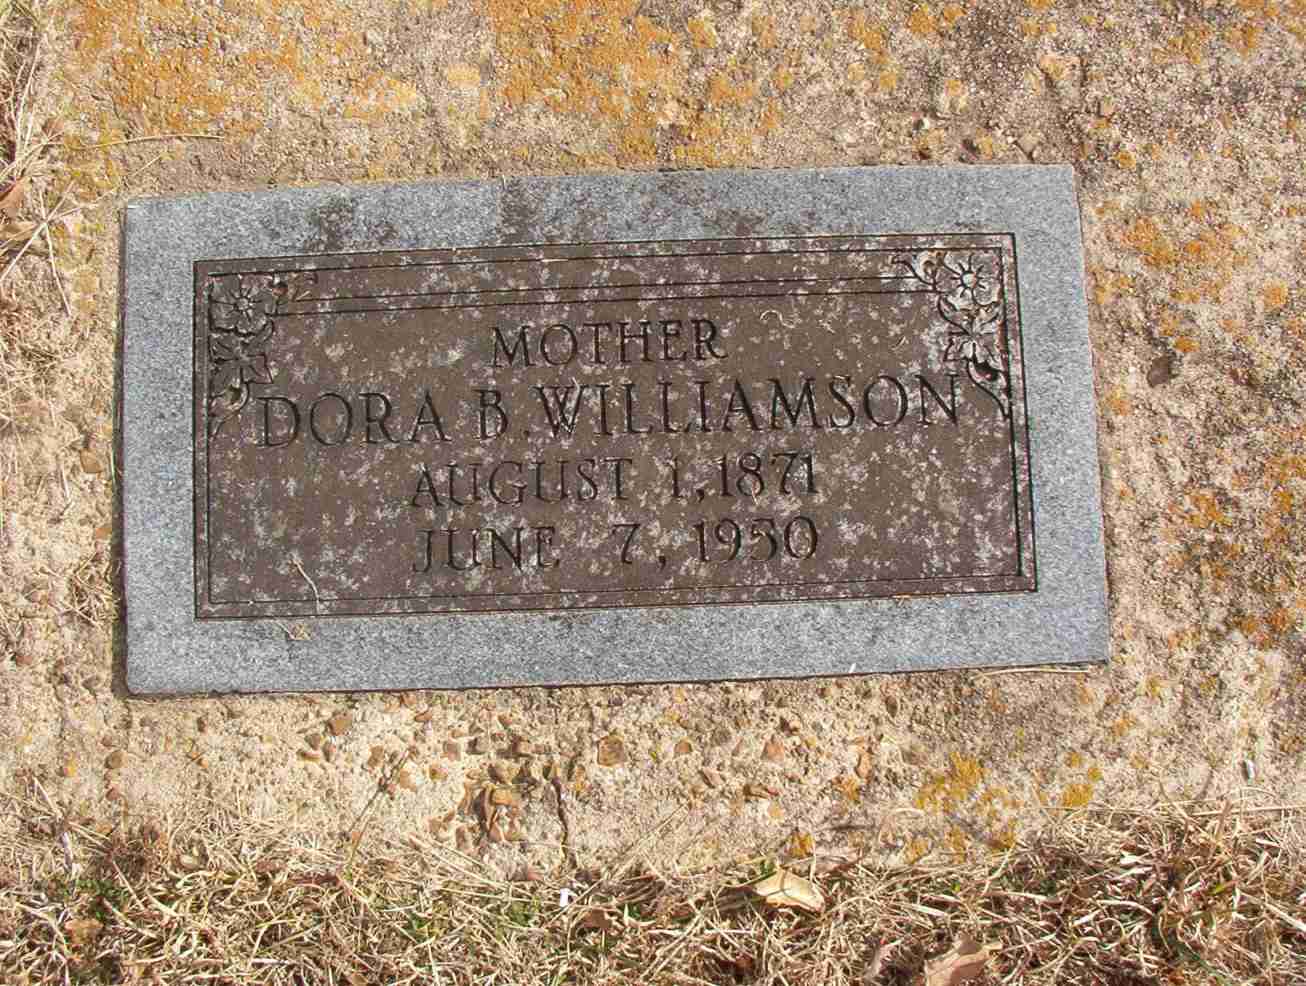 MOTHER
DORA B. WILLIAMSON
AUGUST 1, 1871
JUNE 7, 1950